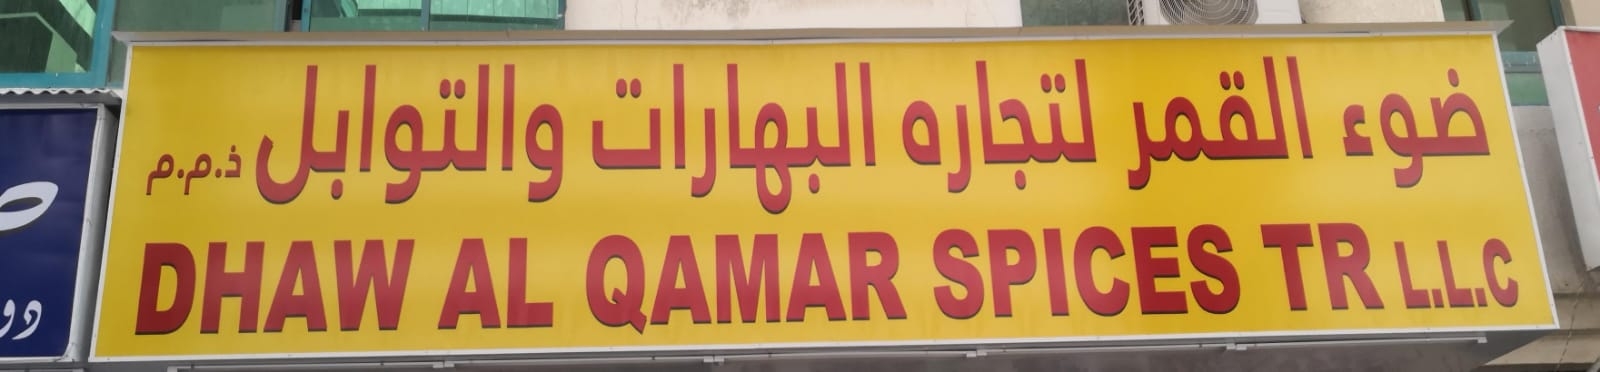 ضوء القمر لتجاره البهارات والتوابل ذ.م.م
DHAW AL QAMAR SPICES TR L.L.C